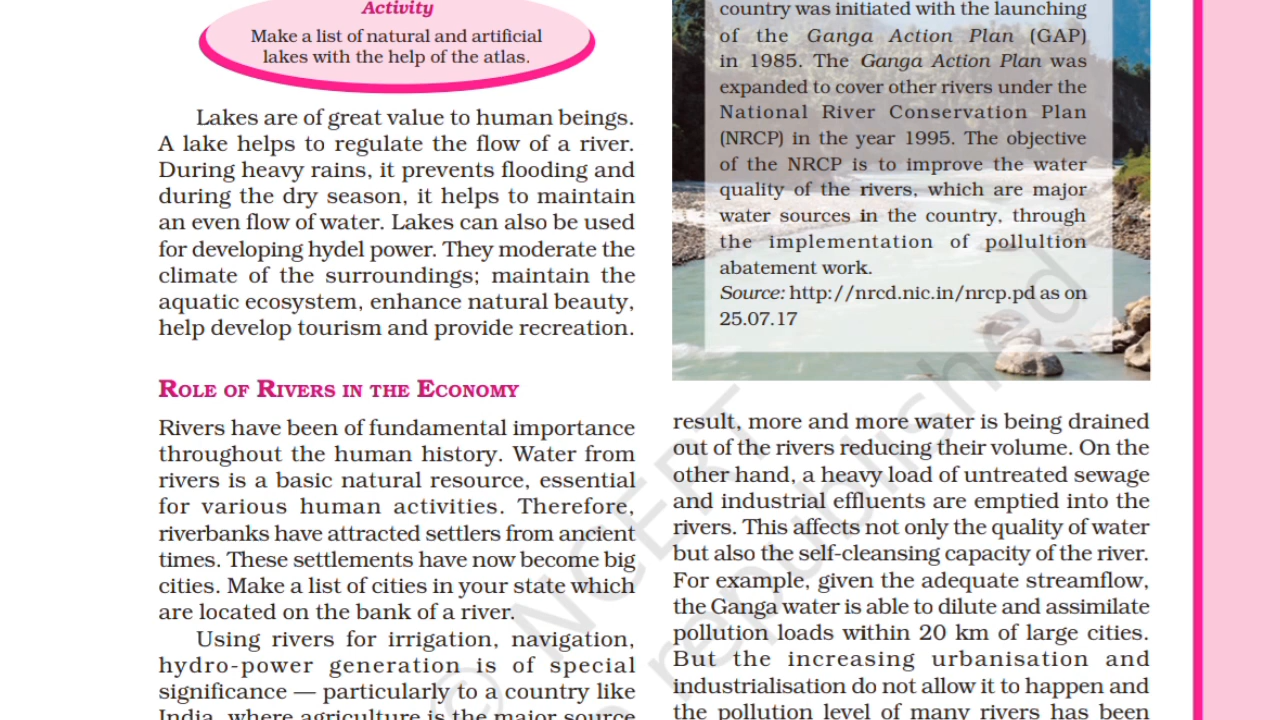 Activity
Make a list of natural and artificial
lakes with the help of the atlas.
Lakes are of great value to human beings.
A lake helps to regulate the flow of a river.
During heavy rains, it prevents flooding and
during the dry season, it helps to maintain
an even flow of water. Lakes can also be used
for developing hydel power. They moderate the
climate of the surroundings; maintain the
aquatic ecosystem, enhance natural beauty,
help develop tourism and provide recreation.
ROLE OF RIVERS IN THE ECONOMY
Rivers have been of fundamental importance
throughout the human history. Water from
rivers is a basic natural resource, essential
for various human activities. Therefore,
riverbanks have attracted settlers from ancient
times. These settlements have now become big
cities. Make a list of cities in your state which
are located on the bank of a river.
Using rivers for irrigation, navigation,
hydro-power generation is of special
significance — particularly to a country like
India, where agriculture is the major source
country was initiated with the launching
of the Ganga Action Plan (GAP)
in 1985. The Ganga Action Plan was
expanded to cover other rivers under the
National River Conservation Plan
(NRCP) in the year 1995. The objective
of the NRCP is to improve the water
quality of the rivers, which are major
water sources in the country, through
the implementation of pollultion
abatement work.
Source: http://nrcd.nic.in/nrcp.pd as on
25.07.17
result, more and more water is being drained
out of the rivers reducing their volume. On the
other hand, a heavy load of untreated sewage
and industrial effluents are emptied into the
rivers. This affects not only the quality of water
but also the self-cleansing capacity of the river.
For example, given the adequate streamflow,
the Ganga water is able to dilute and assimilate
pollution loads within 20 km of large cities.
But the increasing urbanisation and
industrialisation do not allow it to happen and
the pollution level of many rivers has been
© NCERT
republished